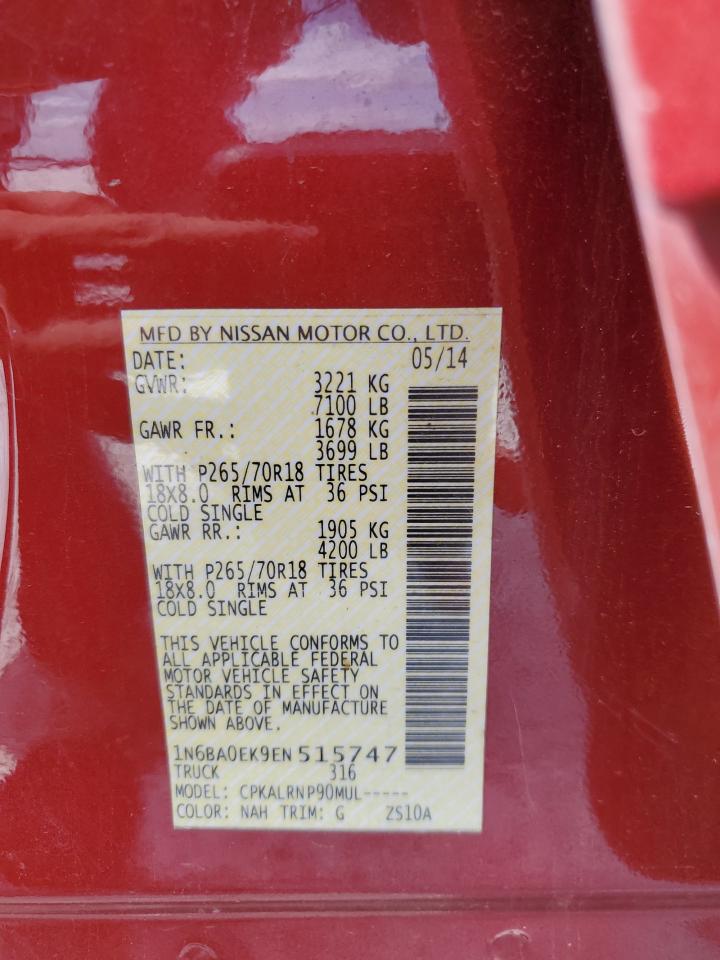 MFD BY NISSAN MOTOR CO., LTD.
DATE: 05/14
GVWR: 3221 KG
7100 LB
GAWR FR.: 1678 KG
3699 LB
WITH P265/70R18 TIRES
18X8.0 RIMS AT 36 PSI
COLD SINGLE
GAWR RR.: 1905 KG
4200 LB
WITH P265/70R18 TIRES
18X8.0 RIMS AT 36 PSI
COLD SINGLE
THIS VEHICLE CONFORMS TO
ALL APPLICABLE FEDERAL
MOTOR VEHICLE SAFETY
STANDARDS IN EFFECT ON
THE DATE OF MANUFACTURE
SHOWN ABOVE.
1N6BA0EK9EN515747
TRUCK 316
MODEL: CPKALRNP90MUL-----
COLOR: NAH TRIM: G ZS10A